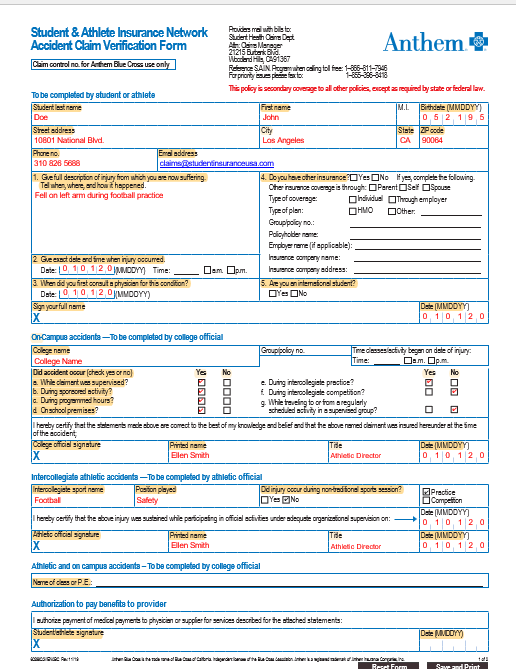 Student & Athlete Insurance Network
Accident Claim Verification Form
Claim control no. for Anthem Blue Cross use only
Providers mail with bills to:
Student Health Claims Dept.
Attn: Claims Manager
21215 Burbank Blvd.
Woodland Hills, CA 91367
Reference S.A.I.N. Program when calling toll free: 1-866-811-7946
For priority issues please fax to: 1-855-396-8418
Anthem
This policy is secondary coverage to all other policies, except as required by state or federal law.
To be completed by student or athlete
Student last name First name M.I. Birthdate (MMDDYY)
Doe John 0 5 2 1 9 5
Street address City State ZIP code
10801 National Blvd. Los Angeles CA 90064
Phone no. Email address
310 826 5688 claims@studentinsuranceusa.com
1. Give full description of injury from which you are now suffering.
Tell when, where, and how it happened.
Fell on left arm during football practice
2. Give exact date and time when injury occurred.
Date: 0 1 0 1 2 0 (MMDDYY) Time: a.m. p.m.
3. When did you first consult a physician for this condition?
Date: 0 1 0 1 2 0 (MMDDYY)
4. Do you have other insurance? Yes No If yes, complete the following.
Other insurance coverage is through: Parent Self Spouse
Type of coverage: Individual Through employer
Type of plan: HMO Other:
Group/policy no.:
Policyholder name:
Employer name (if applicable):
Insurance company name:
Insurance company address:
5. Are you an international student?
Yes No
Sign your full name Date (MMDDYY)
X 0 1 0 1 2 0
On-Campus accidents — To be completed by college official
College name Group/policy no. Time classes/activity began on date of injury:
College Name Time: a.m. p.m.
Did accident occur (check yes or no) Yes No Yes No
a. While claimant was supervised?
b. During sponsored activity?
c. During programmed hours?
d. On school premises?
e. During intercollegiate practice?
f. During intercollegiate competition?
g. While traveling to or from a regularly
scheduled activity in a supervised group?
I hereby certify that the statements made above are correct to the best of my knowledge and belief and that the above named claimant was insured hereunder at the time
of the accident;
College official signature Printed name Title Date (MMDDYY)
X Ellen Smith Athletic Director 0 1 0 1 2 0
Intercollegiate athletic accidents — To be completed by athletic official
Intercollegiate sport name Position played Did injury occur during non-traditional sports session? Practice
Football Safety Yes No Competition
I hereby certify that the above injury was sustained while participating in official activities under adequate organizational supervision on: Date (MMDDYY)
0 1 0 1 2 0
Athletic official signature Printed name Title Date (MMDDYY)
X Ellen Smith Athletic Director 0 1 0 1 2 0
Athletic and on campus accidents – To be completed by college official
Name of class or P.E.:
Authorization to pay benefits to provider
I authorize payment of medical payments to physician or supplier for services described for the attached statements:
Student/athlete signature Date (MMDDYY)
X
Anthem Blue Cross is the trade name of Blue Cross of California. Independent licensee of the Blue Cross Association. Anthem is a registered trademark of Anthem Insurance Companies, Inc.
Reset Form Save and Print